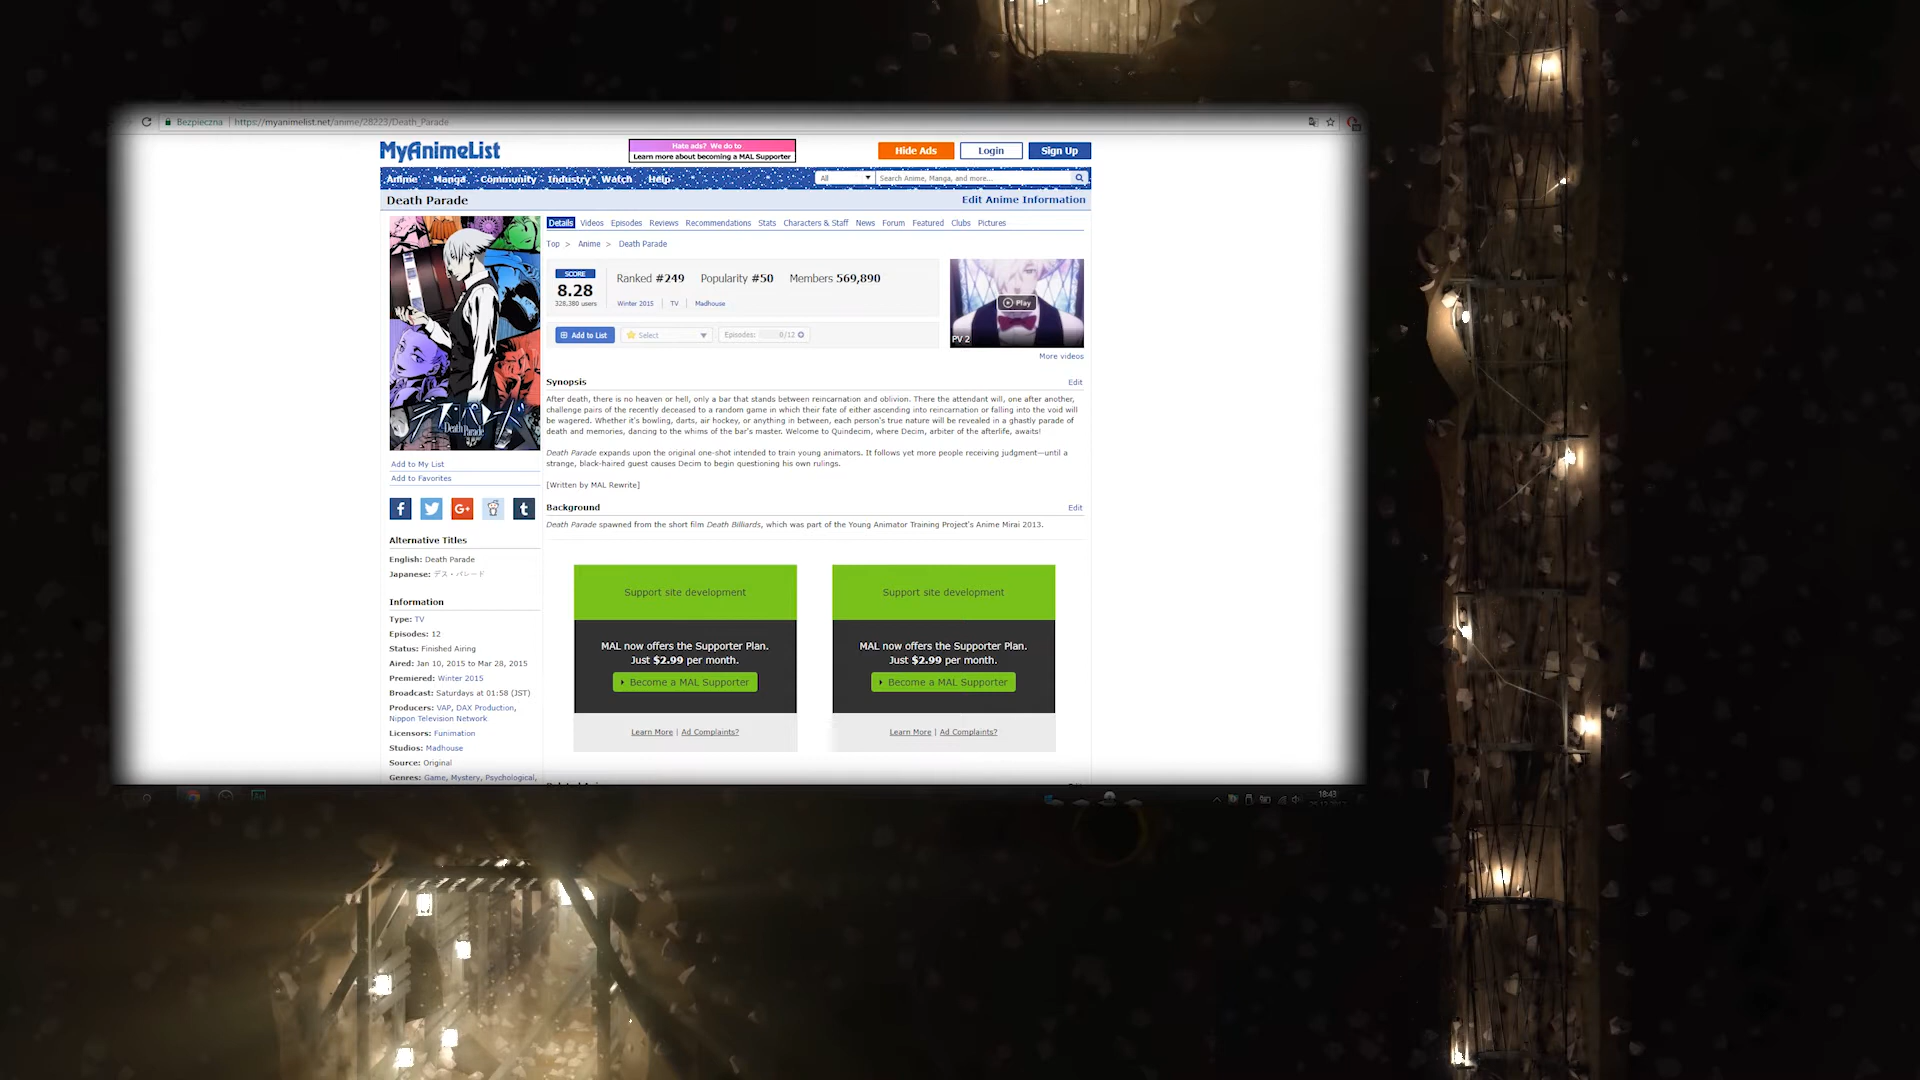 Bezpieczna | https://myanimelist.net/anime/28223/Death_Parade
MyAnimeList
Hate ads? We do to
Learn more about becoming a MAL Supporter
Hide Ads
Login
Sign Up
Anime Manga Community Industry Watch Help
All
Search Anime, Manga, and more...
Death Parade
Edit Anime Information
Details Videos Episodes Reviews Recommendations Stats Characters & Staff News Forum Featured Clubs Pictures
Top > Anime > Death Parade
SCORE
8.28
328,380 users
Ranked #249 Popularity #50 Members 569,890
Winter 2015 | TV | Madhouse
Add to List
Select
Episodes: 0/12
Play
PV 2
More videos
Synopsis
Edit
After death, there is no heaven or hell, only a bar that stands between reincarnation and oblivion. There the attendant will, one after another,
challenge pairs of the recently deceased to a random game in which their fate of either ascending into reincarnation or falling into the void will
be wagered. Whether it's bowling, darts, air hockey, or anything in between, each person's true nature will be revealed in a ghastly parade of
death and memories, dancing to the whims of the bar's master. Welcome to Quindecim, where Decim, arbiter of the afterlife, awaits!
Death Parade expands upon the original one-shot intended to train young animators. It follows yet more people receiving judgment—until a
strange, black-haired guest causes Decim to begin questioning his own rulings.
[Written by MAL Rewrite]
Background
Edit
Death Parade spawned from the short film Death Billiards, which was part of the Young Animator Training Project's Anime Mirai 2013.
デス・パレード
Death Parade
Add to My List
Add to Favorites
Alternative Titles
English: Death Parade
Japanese: デス・パレード
Information
Type: TV
Episodes: 12
Status: Finished Airing
Aired: Jan 10, 2015 to Mar 28, 2015
Premiered: Winter 2015
Broadcast: Saturdays at 01:58 (JST)
Producers: VAP, DAX Production,
Nippon Television Network
Licensors: Funimation
Studios: Madhouse
Source: Original
Genres: Game, Mystery, Psychological,
Support site development
MAL now offers the Supporter Plan.
Just $2.99 per month.
Become a MAL Supporter
Learn More | Ad Complaints?
Support site development
MAL now offers the Supporter Plan.
Just $2.99 per month.
Become a MAL Supporter
Learn More | Ad Complaints?
18:43